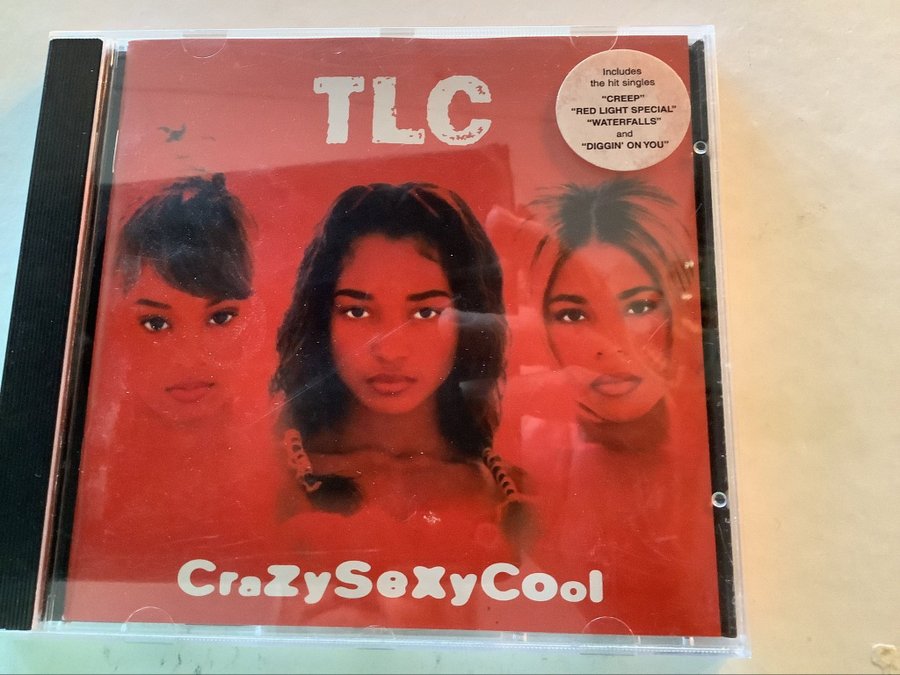 TLC
Includes
the hit singles
"CREEP"
"RED LIGHT SPECIAL"
"WATERFALLS"
and
"DIGGIN' ON YOU"
CrazySexyCool